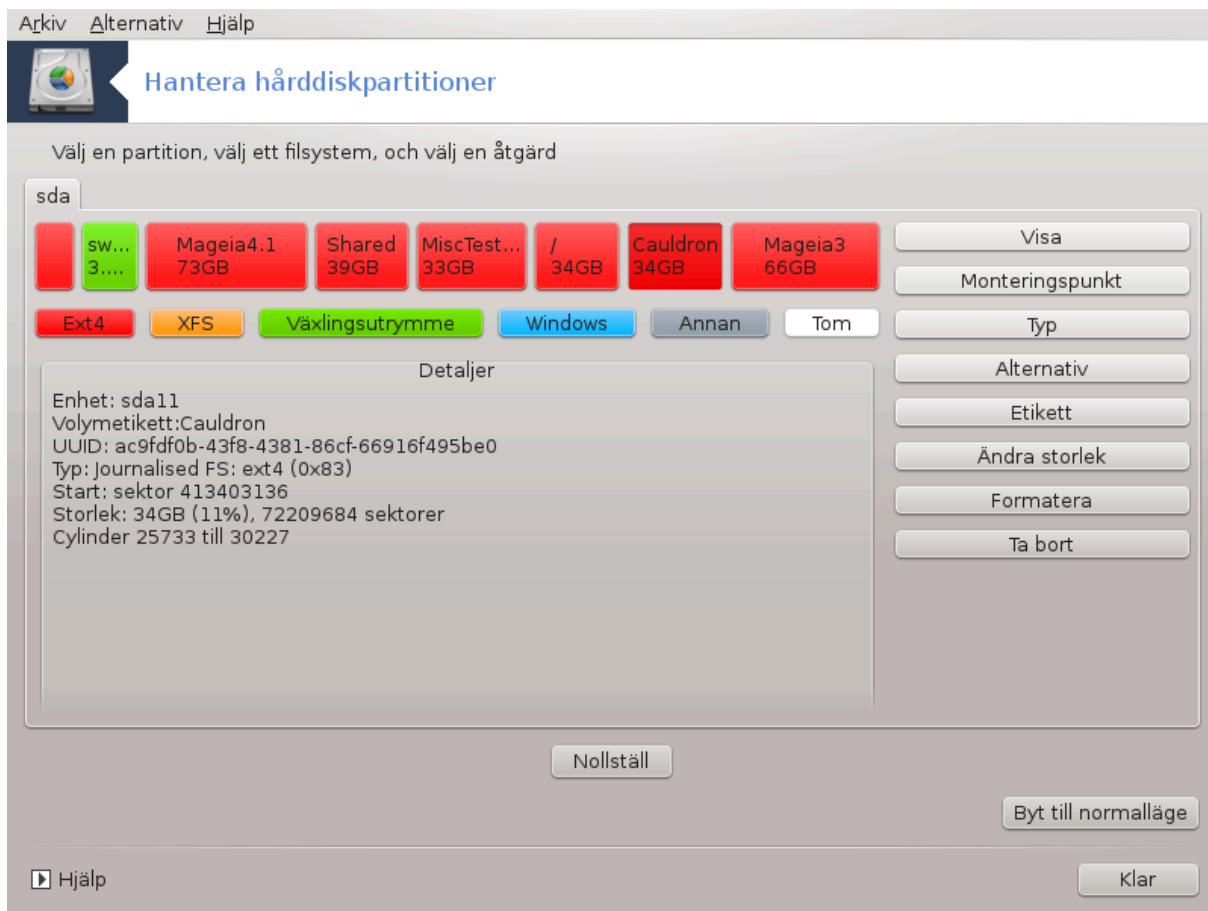 Arkiv Alternativ Hjälp
Hantera hårddiskpartitioner
Välj en partition, välj ett filsystem, och välj en åtgärd
sda
sw... Mageia4.1 Shared MiscTest... / Cauldron Mageia3
3.... 73GB 39GB 33GB 34GB 34GB 66GB
Ext4 XFS Växlingsutrymme Windows Annan Tom
Detaljer
Enhet: sda11
Volymetikett:Cauldron
UUID: ac9fdf0b-43f8-4381-86cf-66916f495be0
Typ: Journalised FS: ext4 (0x83)
Start: sektor 413403136
Storlek: 34GB (11%), 72209684 sektorer
Cylinder 25733 till 30227
Visa
Monteringspunkt
Typ
Alternativ
Etikett
Ändra storlek
Formatera
Ta bort
Nollställ
Byt till normalläge
Hjälp
Klar